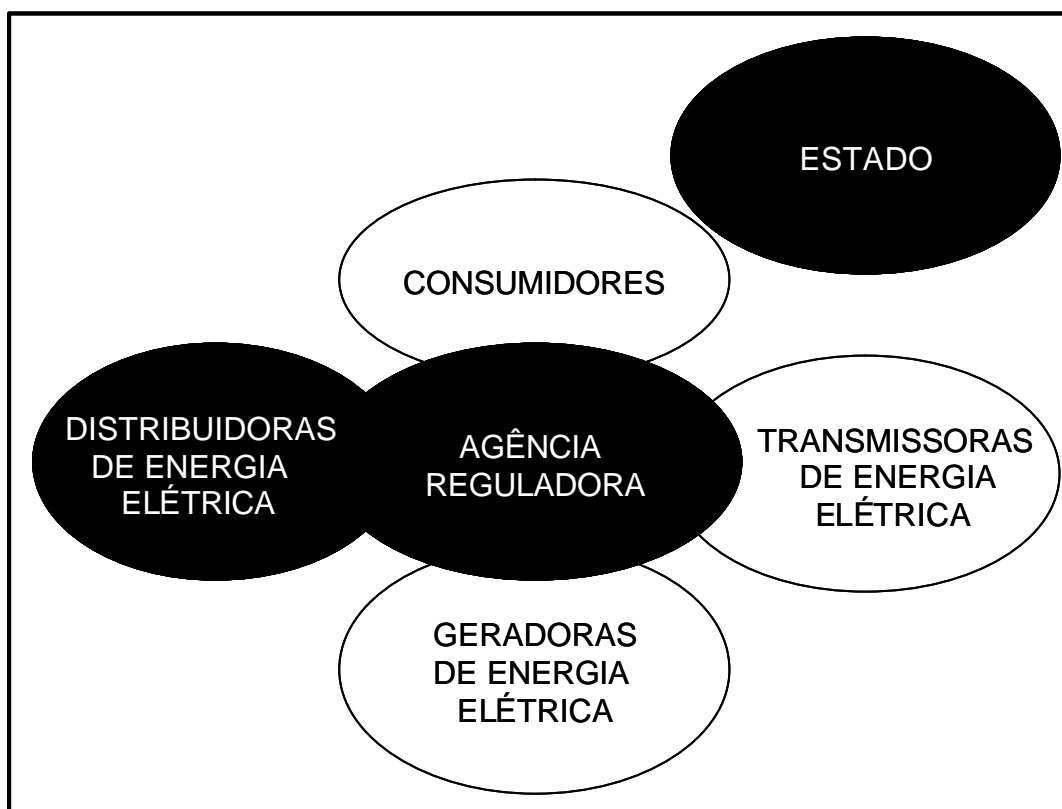 ESTADO
CONSUMIDORES
DISTRIBUIDORAS
DE ENERGIA
ELÉTRICA
AGÊNCIA
REGULADORA
TRANSMISSORAS
DE ENERGIA
ELÉTRICA
GERADORAS
DE ENERGIA
ELÉTRICA